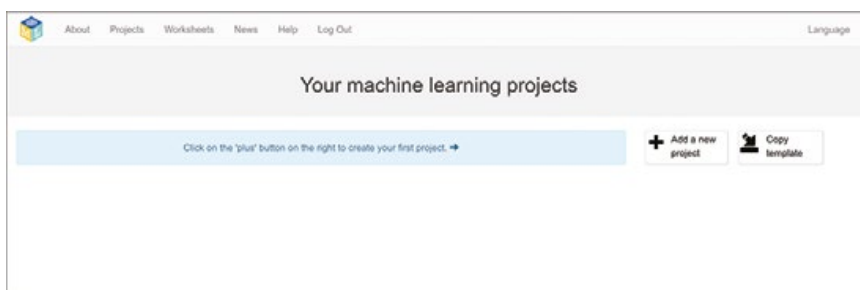 About Projects Worksheets News Help Log Out Language
Your machine learning projects
Click on the 'plus' button on the right to create your first project. ➔
Add a new
project
Copy
template